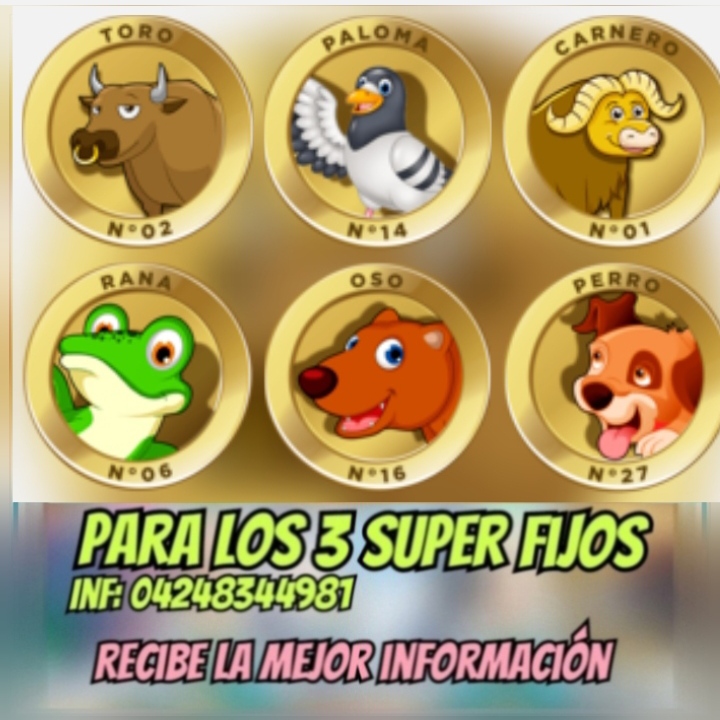 TORO
N°02
PALOMA
N°14
CARNERO
N°01
RANA
N°06
OSO
N°16
PERRO
N°27
PARA LOS 3 SUPER FIJOS
INF: 04248344981
RECIBE LA MEJOR INFORMACIÓN